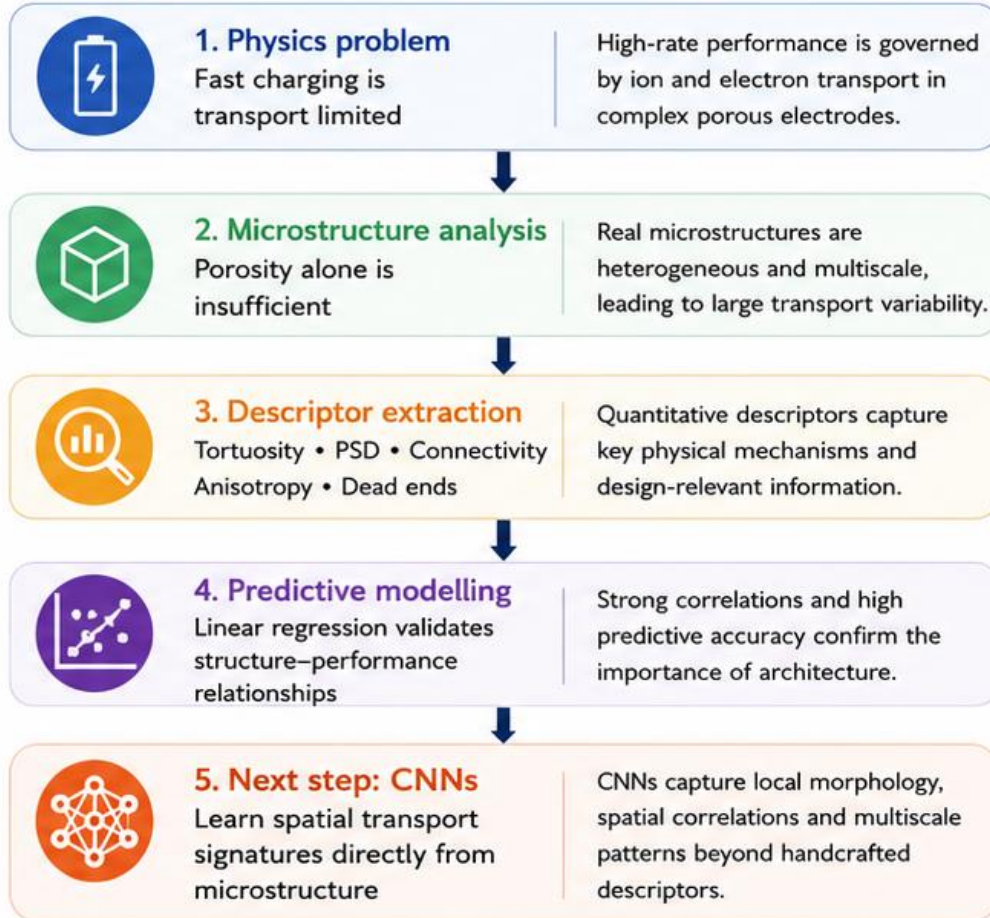 1. Physics problem
Fast charging is
transport limited
High-rate performance is governed
by ion and electron transport in
complex porous electrodes.
2. Microstructure analysis
Porosity alone is
insufficient
Real microstructures are
heterogeneous and multiscale,
leading to large transport variability.
3. Descriptor extraction
Tortuosity • PSD • Connectivity
Anisotropy • Dead ends
Quantitative descriptors capture
key physical mechanisms and
design-relevant information.
4. Predictive modelling
Linear regression validates
structure–performance
relationships
Strong correlations and high
predictive accuracy confirm the
importance of architecture.
5. Next step: CNNs
Learn spatial transport
signatures directly from
microstructure
CNNs capture local morphology,
spatial correlations and multiscale
patterns beyond handcrafted
descriptors.